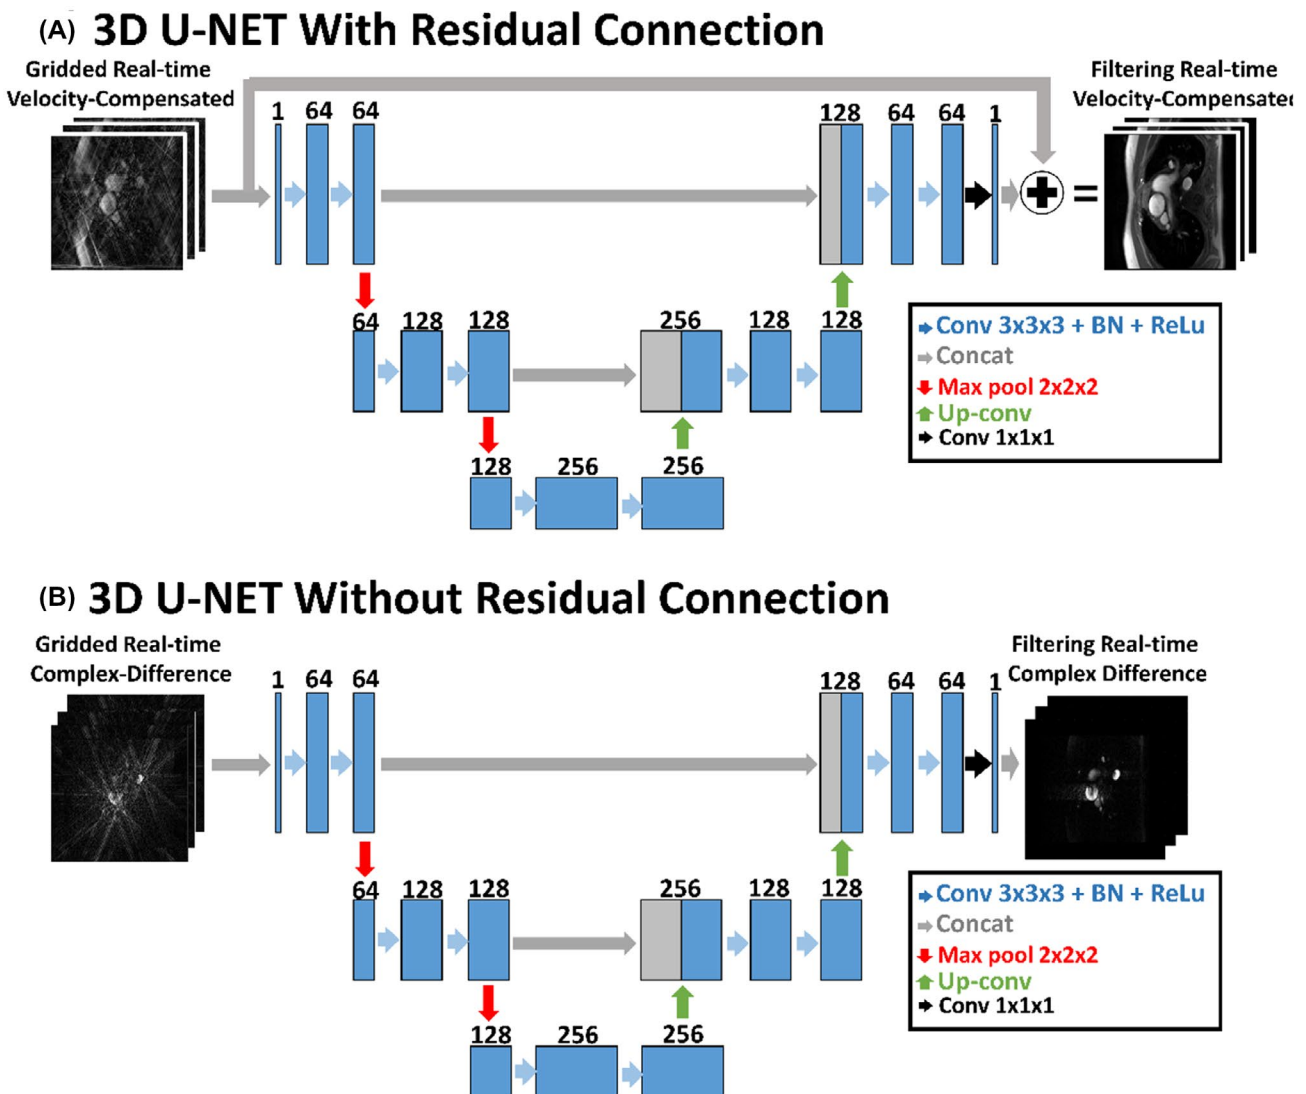 (A) 3D U-NET With Residual Connection
Gridded Real-time
Velocity-Compensated
Filtering Real-time
Velocity-Compensated
1 64 64 128 64 64 1
=
64 128 128 256 128 128
128 256 256
Conv 3x3x3 + BN + ReLu
Concat
Max pool 2x2x2
Up-conv
Conv 1x1x1
(B) 3D U-NET Without Residual Connection
Gridded Real-time
Complex-Difference
Filtering Real-time
Complex Difference
1 64 64 128 64 64 1
64 128 128 256 128 128
128 256 256
Conv 3x3x3 + BN + ReLu
Concat
Max pool 2x2x2
Up-conv
Conv 1x1x1